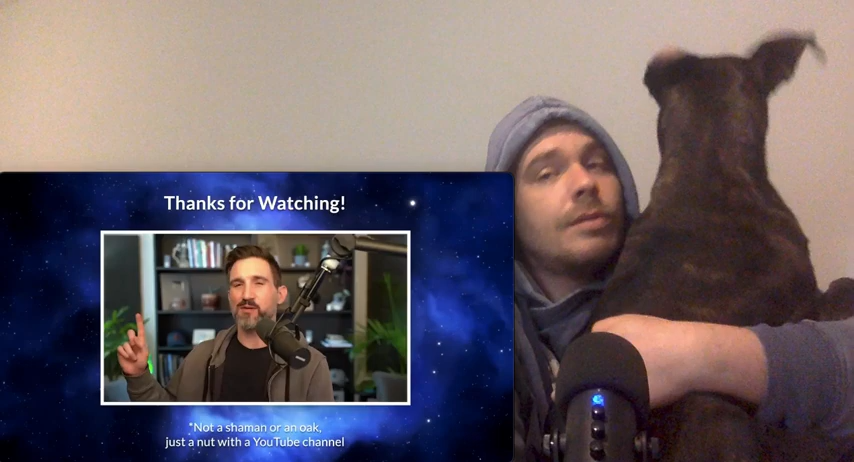 Thanks for Watching!
*Not a shaman or an oak,
just a nut with a YouTube channel